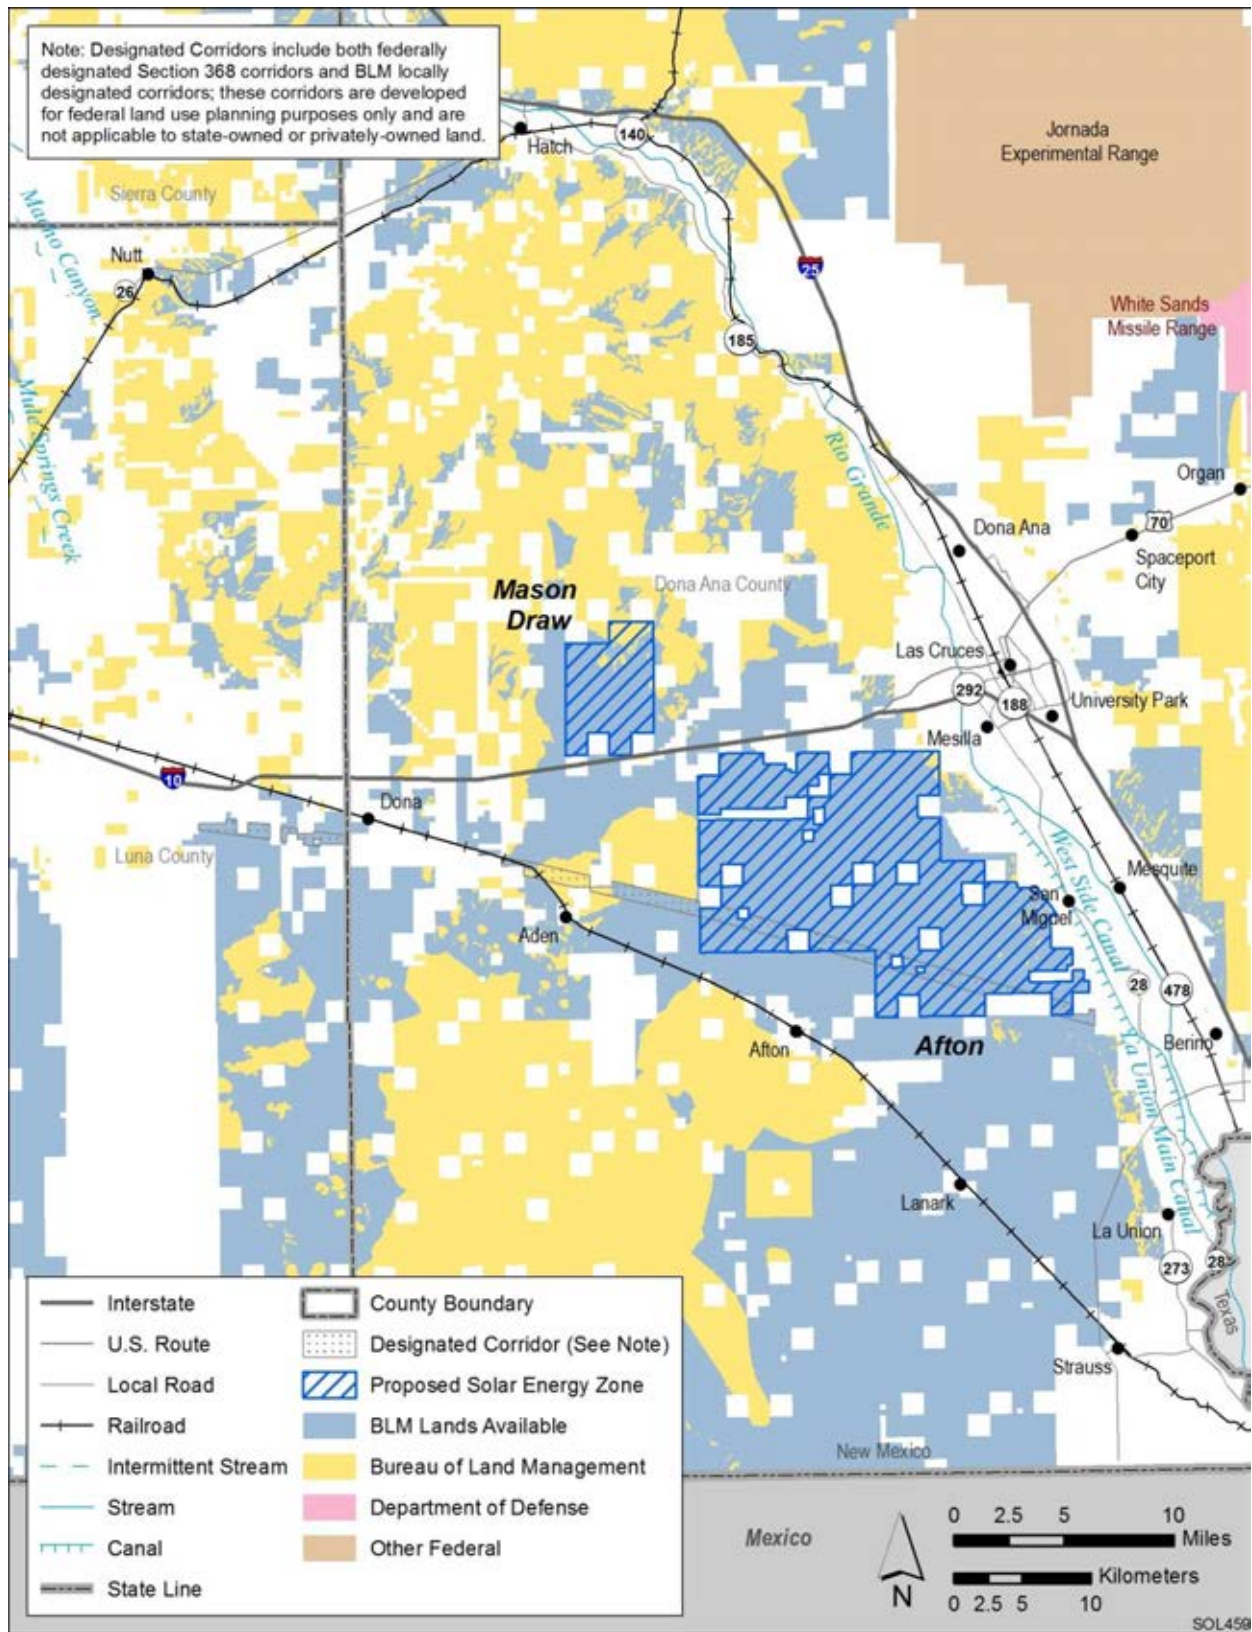 Note: Designated Corridors include both federally
designated Section 368 corridors and BLM locally
designated corridors; these corridors are developed
for federal land use planning purposes only and are
not applicable to state-owned or privately-owned land.
Hatch
140
Jornada
Experimental Range
Sierra County
Macho Canyon
Nutt
26
25
White Sands
Missile Range
185
Mule Springs Creek
Rio Grande
Organ
70
Dona Ana
Spaceport
City
Mason
Draw
Dona Ana County
Las Cruces
292
188
University Park
Mesilla
10
Dona
Luna County
West Side Canal
Mesquite
San
Miguel
Aden
28
478
Afton
Afton
Berino
La Union Main Canal
Lanark
La Union
273
28
Texas
Strauss
New Mexico
Interstate
U.S. Route
Local Road
Railroad
Intermittent Stream
Stream
Canal
State Line
County Boundary
Designated Corridor (See Note)
Proposed Solar Energy Zone
BLM Lands Available
Bureau of Land Management
Department of Defense
Other Federal
Mexico
N
0 2.5 5 10
Miles
Kilometers
0 2.5 5 10
SOL459